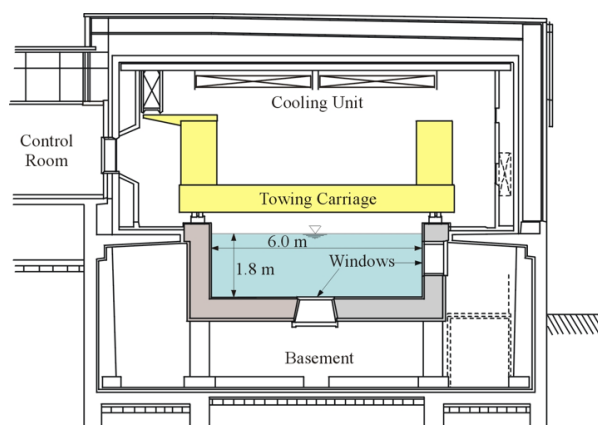 Cooling Unit
Control
Room
Towing Carriage
6.0 m
1.8 m
Windows
Basement